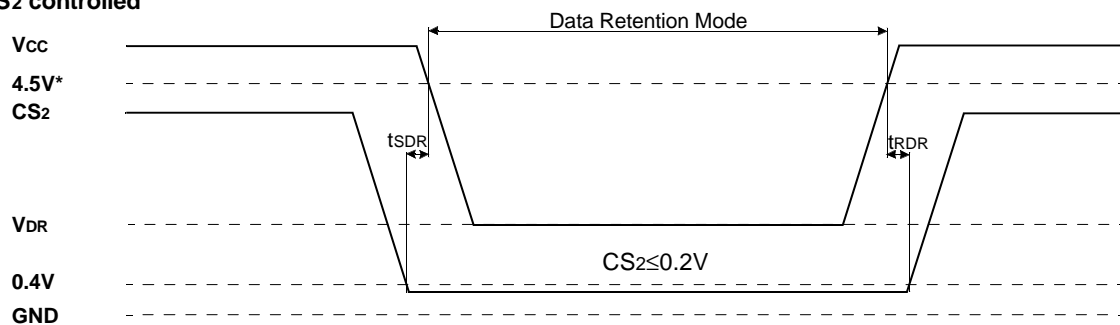 S2 controlled
Data Retention Mode
VCC
4.5V*
CS2
tSDR
tRDR
VDR
CS2≤0.2V
0.4V
GND